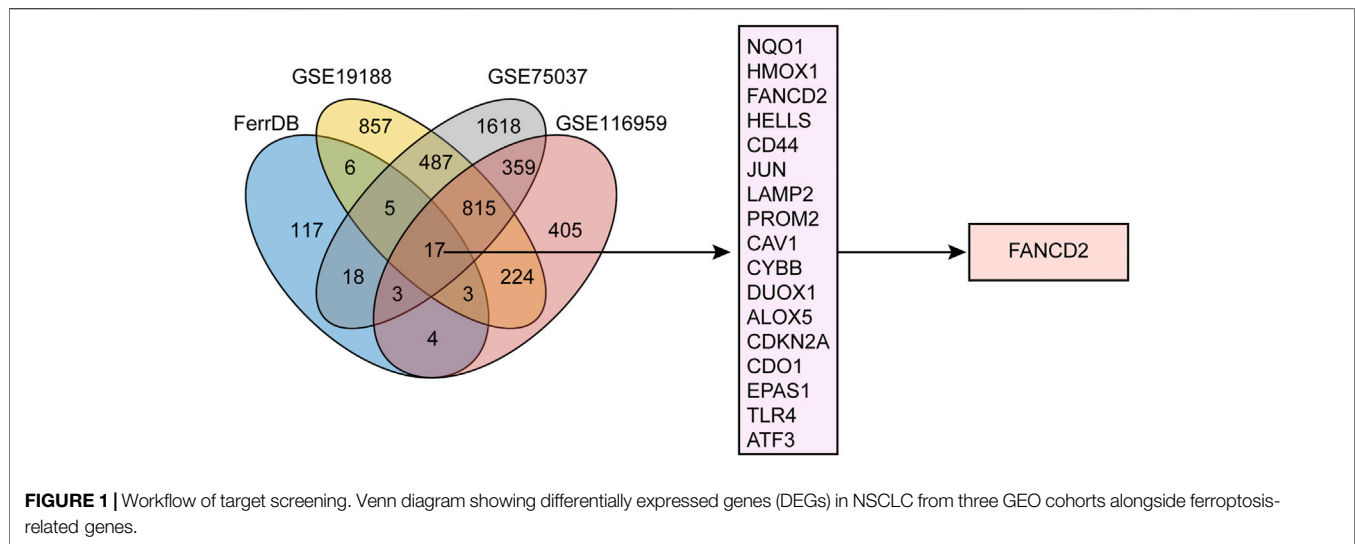 GSE19188
GSE75037
FerrDB
GSE116959
857
1618
6
487
359
117
5
815
405
17
18
3
3
224
4
NQO1
HMOX1
FANCD2
HELLS
CD44
JUN
LAMP2
PROM2
CAV1
CYBB
DUOX1
ALOX5
CDKN2A
CDO1
EPAS1
TLR4
ATF3
FANCD2
FIGURE 1 | Workflow of target screening. Venn diagram showing differentially expressed genes (DEGs) in NSCLC from three GEO cohorts alongside ferroptosis-
related genes.